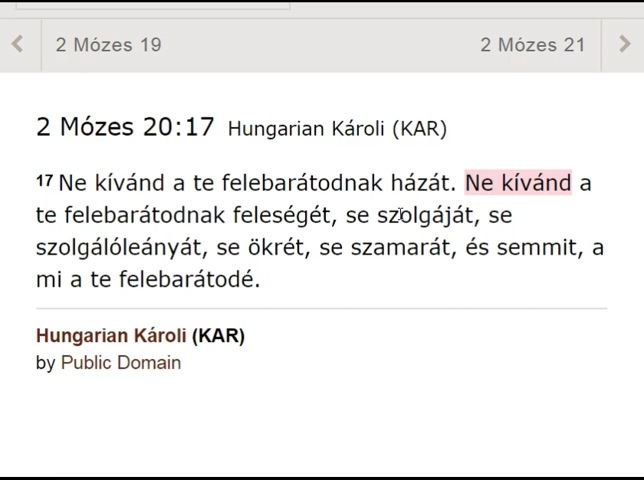 2 Mózes 19
2 Mózes 21
2 Mózes 20:17 Hungarian Károli (KAR)
17 Ne kívánd a te felebarátodnak házát. Ne kívánd a
te felebarátodnak feleségét, se szolgáját, se
szolgálóleányát, se ökrét, se szamarát, és semmit, a
mi a te felebarátodé.
Hungarian Károli (KAR)
by Public Domain